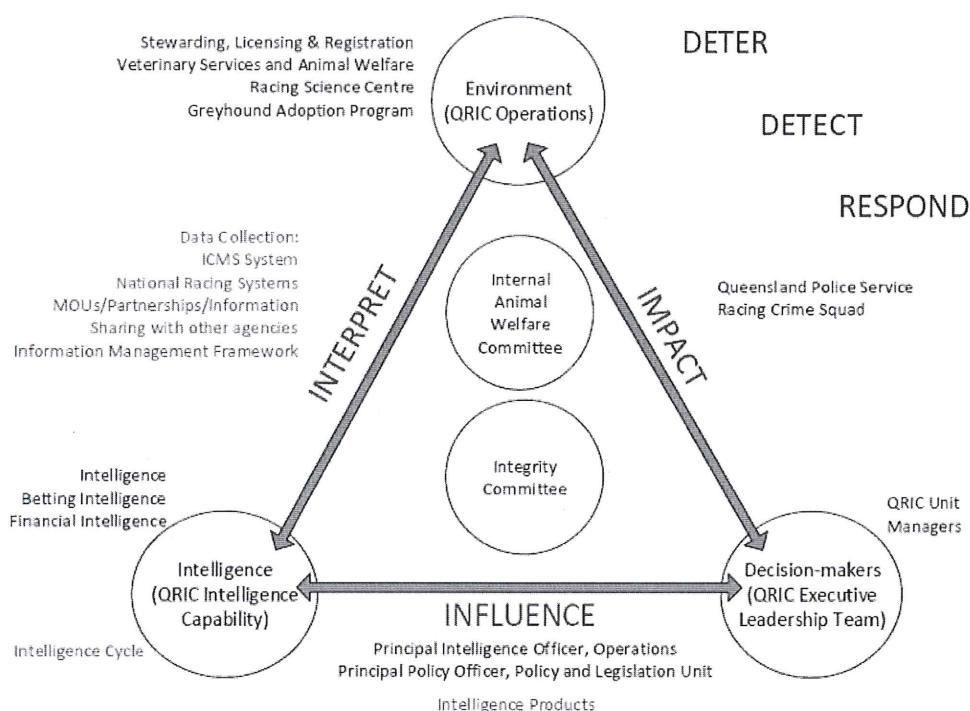 Stewarding, Licensing & Registration
Veterinary Services and Animal Welfare
Racing Science Centre
Greyhound Adoption Program
Environment
(QRIC Operations)
DETER
DETECT
RESPOND
Data Collection:
ICMS System
National Racing Systems
MOUs/Partnerships/Information
Sharing with other agencies
Information Management Framework
INTERPRET
Internal
Animal
Welfare
Committee
IMPACT
Queensland Police Service
Racing Crime Squad
Integrity
Committee
Intelligence
Betting Intelligence
Financial Intelligence
QRIC Unit
Managers
Intelligence
(QRIC Intelligence
Capability)
Decision-makers
(QRIC Executive
Leadership Team)
INFLUENCE
Principal Intelligence Officer, Operations
Principal Policy Officer, Policy and Legislation Unit
Intelligence Cycle
Intelligence Products